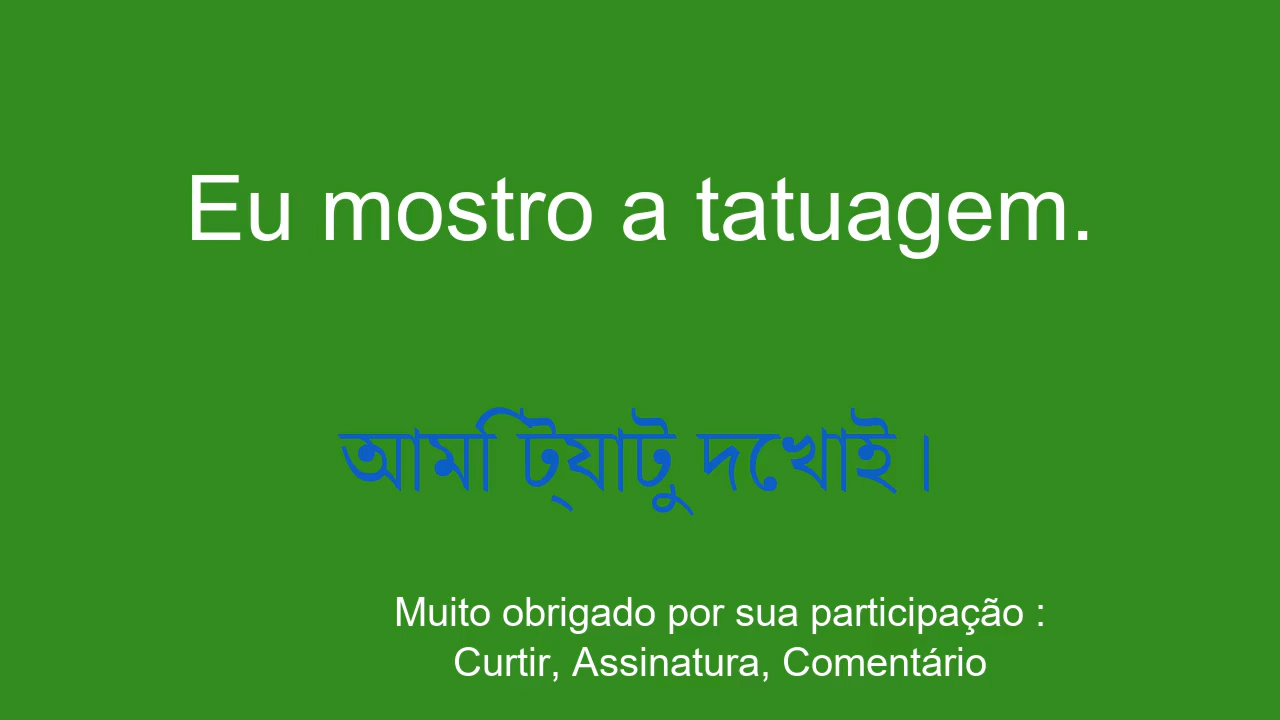 Eu mostro a tatuagem.
আমি ট্যাটু দেখাই।
Muito obrigado por sua participação :
Curtir, Assinatura, Comentário